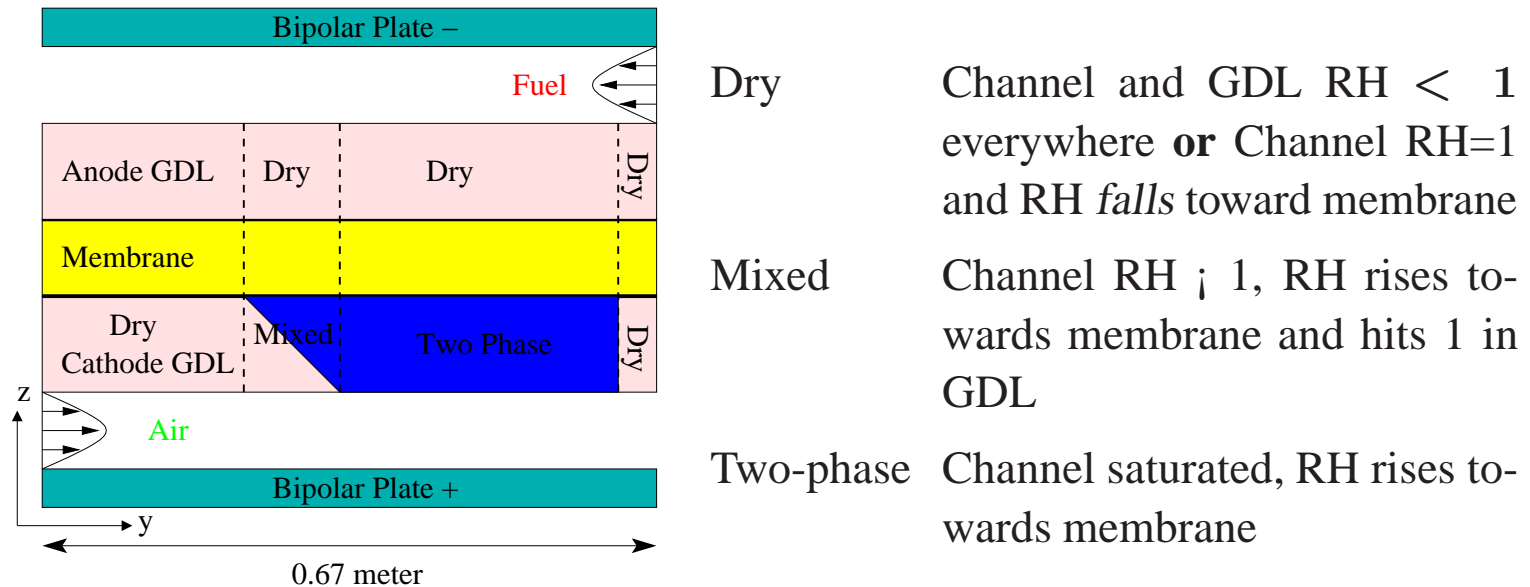 Bipolar Plate –
Fuel
Anode GDL
Dry
Dry
Dry
Membrane
Dry
Cathode GDL
Mixed
Two Phase
Dry
z
Air
Bipolar Plate +
y
0.67 meter
Dry Channel and GDL RH < 1
everywhere or Channel RH=1
and RH falls toward membrane
Mixed Channel RH ¡ 1, RH rises to-
wards membrane and hits 1 in
GDL
Two-phase Channel saturated, RH rises to-
wards membrane